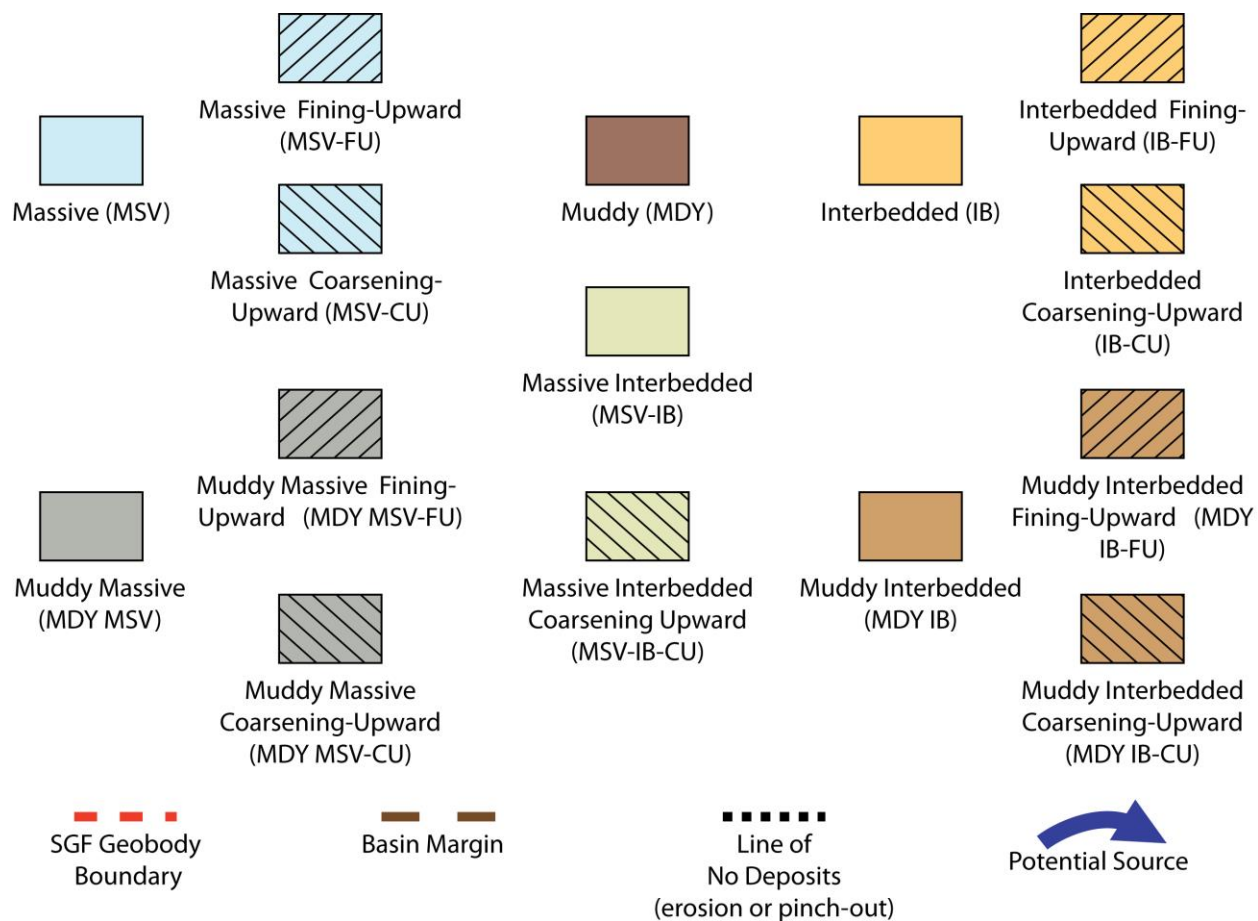 Massive Fining-Upward
(MSV-FU)
Interbedded Fining-
Upward (IB-FU)
Massive (MSV)
Muddy (MDY)
Interbedded (IB)
Massive Coarsening-
Upward (MSV-CU)
Interbedded
Coarsening-Upward
(IB-CU)
Massive Interbedded
(MSV-IB)
Muddy Massive Fining-
Upward (MDY MSV-FU)
Muddy Interbedded
Fining-Upward (MDY
IB-FU)
Muddy Massive
(MDY MSV)
Massive Interbedded
Coarsening Upward
(MSV-IB-CU)
Muddy Interbedded
(MDY IB)
Muddy Massive
Coarsening-Upward
(MDY MSV-CU)
Muddy Interbedded
Coarsening-Upward
(MDY IB-CU)
SGF Geobody
Boundary
Basin Margin
Line of
No Deposits
(erosion or pinch-out)
Potential Source